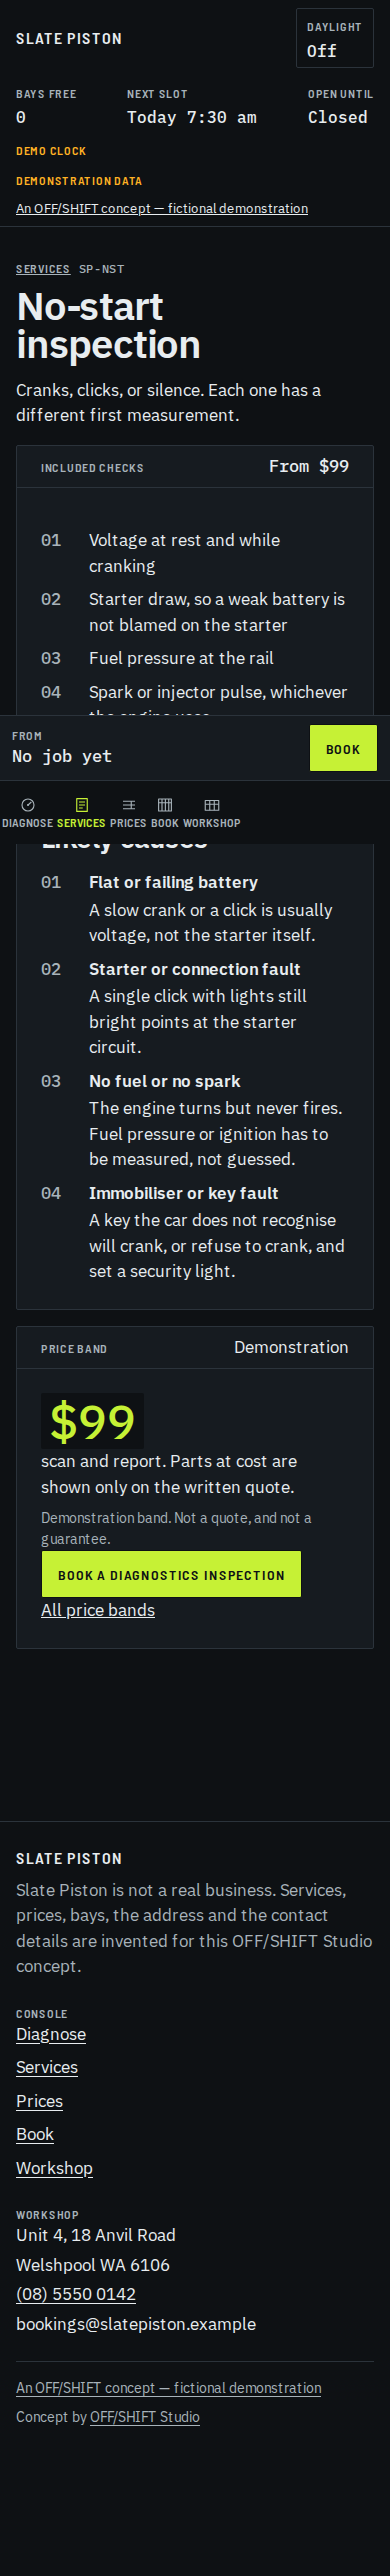 SLATE PISTON
DAYLIGHT
Off
BAYS FREE
0
NEXT SLOT
Today 7:30 am
OPEN UNTIL
Closed
DEMO CLOCK
DEMONSTRATION DATA
An OFF/SHIFT concept — fictional demonstration
SERVICES SP-NST
No-start
inspection
Cranks, clicks, or silence. Each one has a
different first measurement.
INCLUDED CHECKS
From $99
01 Voltage at rest and while
cranking
02 Starter draw, so a weak battery is
not blamed on the starter
03 Fuel pressure at the rail
04 Spark or injector pulse, whichever
FROM
No job yet
BOOK
DIAGNOSE SERVICES PRICES BOOK WORKSHOP
Likely causes
01 Flat or failing battery
A slow crank or a click is usually
voltage, not the starter itself.
02 Starter or connection fault
A single click with lights still
bright points at the starter
circuit.
03 No fuel or no spark
The engine turns but never fires.
Fuel pressure or ignition has to
be measured, not guessed.
04 Immobiliser or key fault
A key the car does not recognise
will crank, or refuse to crank, and
set a security light.
PRICE BAND
Demonstration
$99
scan and report. Parts at cost are
shown only on the written quote.
Demonstration band. Not a quote, and not a
guarantee.
BOOK A DIAGNOSTICS INSPECTION
All price bands
SLATE PISTON
Slate Piston is not a real business. Services,
prices, bays, the address and the contact
details are invented for this OFF/SHIFT Studio
concept.
CONSOLE
Diagnose
Services
Prices
Book
Workshop
WORKSHOP
Unit 4, 18 Anvil Road
Welshpool WA 6106
(08) 5550 0142
bookings@slatepiston.example
An OFF/SHIFT concept — fictional demonstration
Concept by OFF/SHIFT Studio